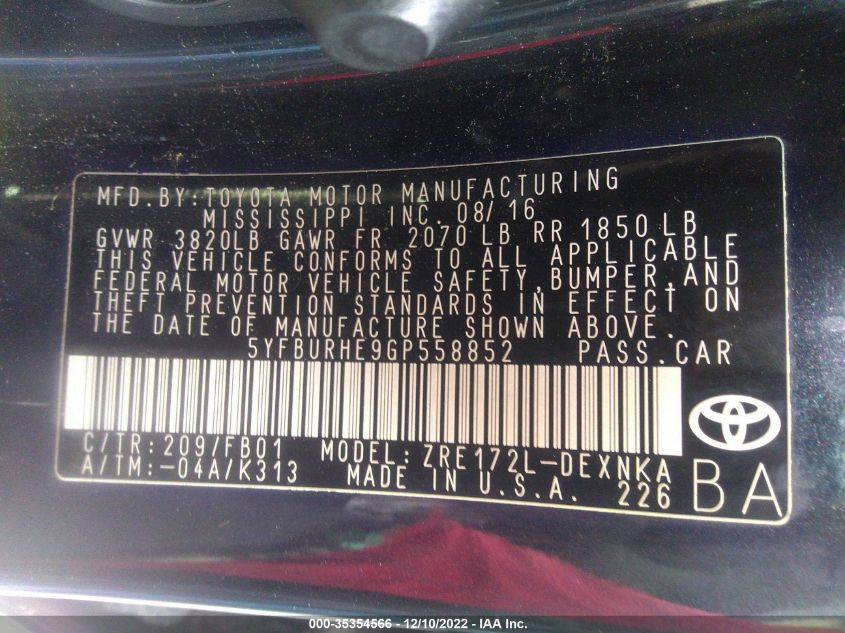 MFD.BY:TOYOTA MOTOR MANUFACTURING
MISSISSIPPI INC. 08/16
GVWR 3820LB GAWR FR. 2070 LB RR 1850 LB
THIS VEHICLE CONFORMS TO ALL APPLICABLE
FEDERAL MOTOR VEHICLE SAFETY,BUMPER,AND
THEFT PREVENTION STANDARDS IN EFFECT ON
THE DATE OF MANUFACTURE SHOWN ABOVE.
5YFBURHE9GP558852 PASS.CAR
C/TR:209/FB01 MODEL:ZRE172L-DEXNKA
A/TM:-04A/K313 MADE IN U.S.A. 226 BA
000-35354566 - 12/10/2022 - IAA Inc.